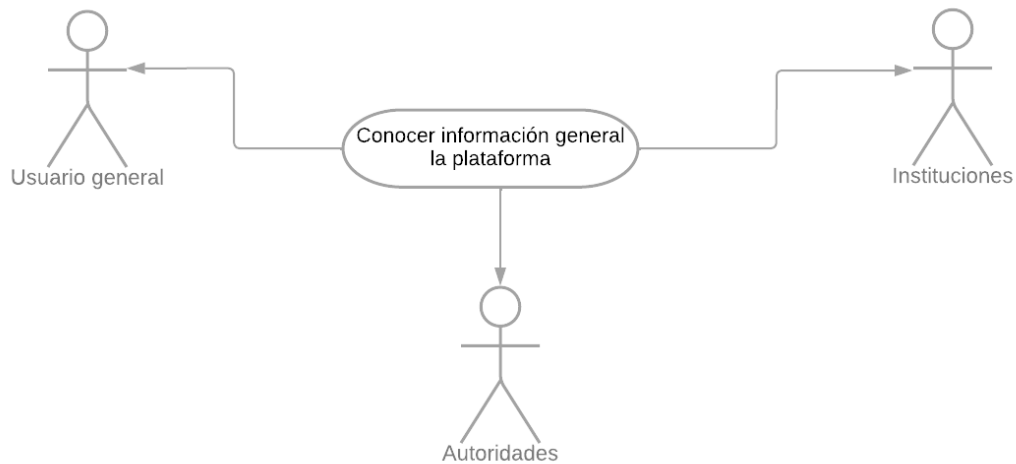 Conocer información general
la plataforma
Usuario general
Instituciones
Autoridades